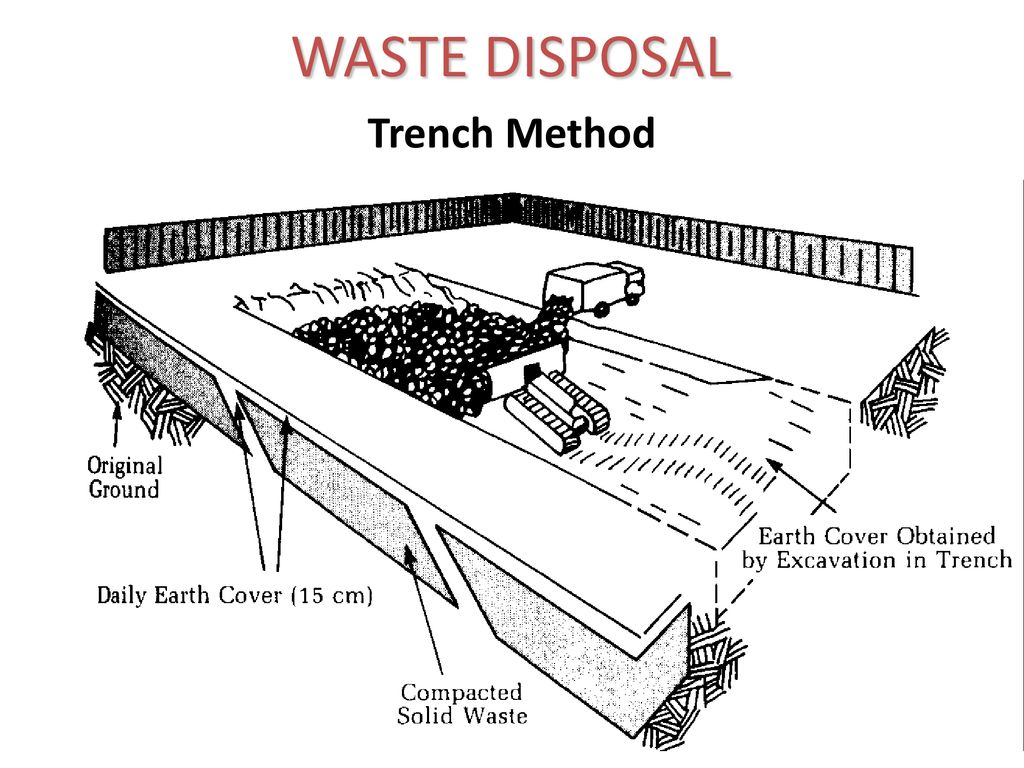 WASTE DISPOSAL
Trench Method
Original
Ground
Earth Cover Obtained
by Excavation in Trench
Daily Earth Cover (15 cm)
Compacted
Solid Waste